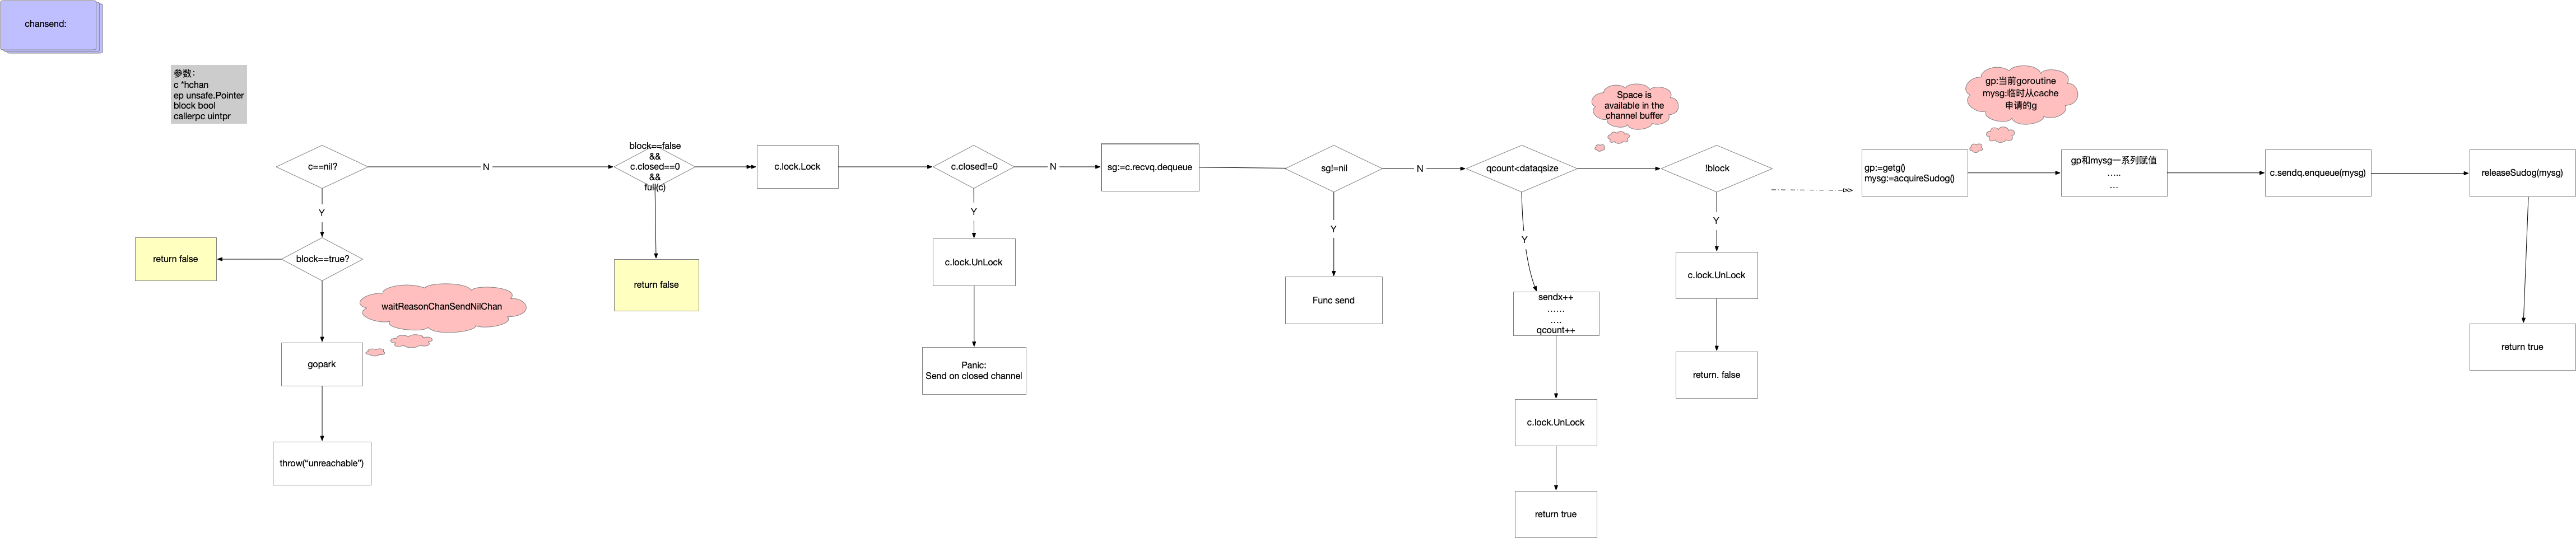 chansend:
参数：
c *hchan
ep unsafe.Pointer
block bool
callerpc uintpr
c==nil?
N
Y
block==true?
return false
waitReasonChanSendNilChan
gopark
throw(“unreachable”)
block==false
&&
c.closed==0
&&
full(c)
return false
c.lock.Lock
c.closed!=0
N
Y
c.lock.UnLock
Panic:
Send on closed channel
sg:=c.recvq.dequeue
sg!=nil
N
Y
Func send
qcount<dataqsize
Space is
available in the
channel buffer
Y
sendx++
……
….
qcount++
c.lock.UnLock
return true
!block
Y
c.lock.UnLock
return. false
gp:当前goroutine
mysg:临时从cache
申请的g
gp:=getg()
mysg:=acquireSudog()
gp和mysg一系列赋值
…..
…
c.sendq.enqueue(mysg)
releaseSudog(mysg)
return true